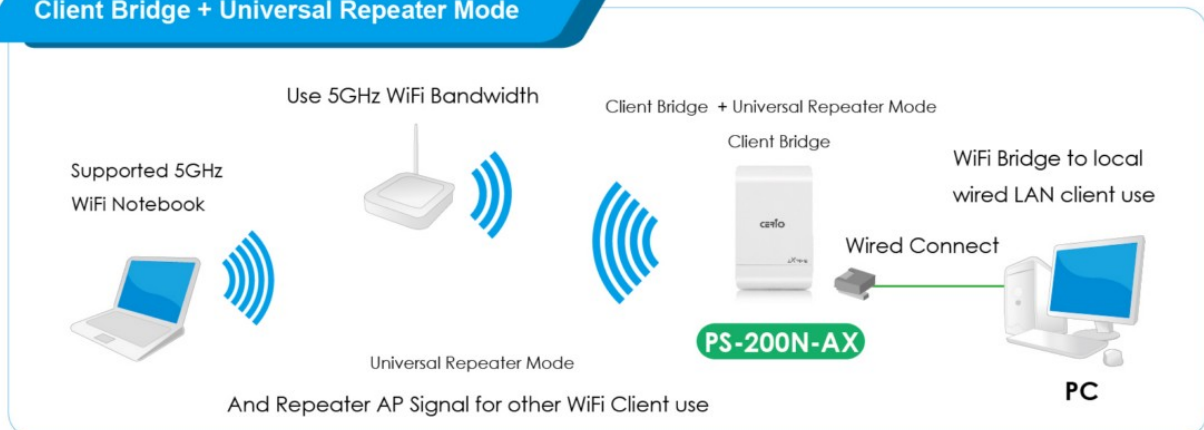 Client Bridge + Universal Repeater Mode
Use 5GHz WiFi Bandwidth
Client Bridge + Universal Repeater Mode
Client Bridge
Supported 5GHz
WiFi Notebook
WiFi Bridge to local
wired LAN client use
CERIO
Wired Connect
PS-200N-AX
Universal Repeater Mode
And Repeater AP Signal for other WiFi Client use
PC